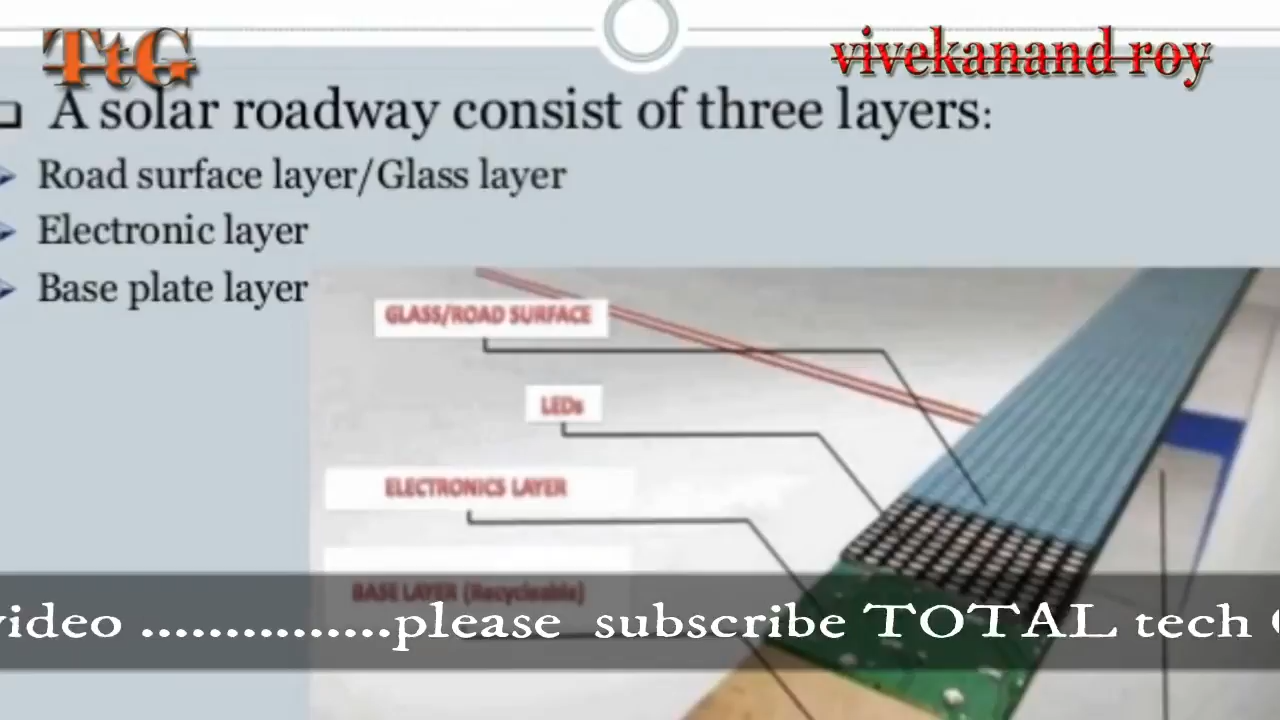 TtG
vivekanand roy
A solar roadway consist of three layers:
Road surface layer/Glass layer
Electronic layer
Base plate layer
GLASS/ROAD SURFACE
LEDs
ELECTRONICS LAYER
BASE LAYER (Recycleable)
video ...............please subscribe TOTAL tech